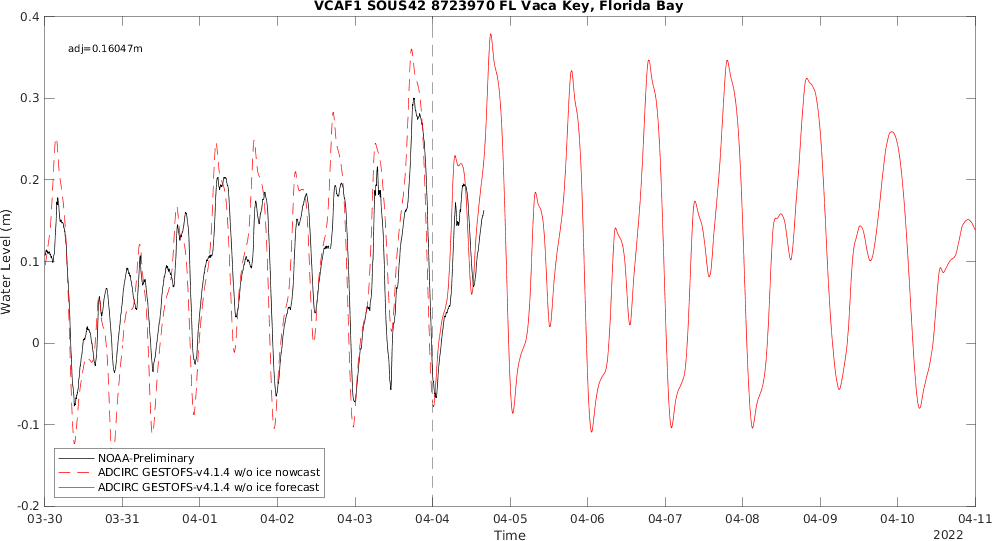 VCAF1 SOUS42 8723970 FL Vaca Key, Florida Bay
adj=0.16047m
0.4
0.3
0.2
0.1
0
-0.1
-0.2
Water Level (m)
NOAA-Preliminary
ADCIRC GESTOFS-v4.1.4 w/o ice nowcast
ADCIRC GESTOFS-v4.1.4 w/o ice forecast
03-30 03-31 04-01 04-02 04-03 04-04 04-05 04-06 04-07 04-08 04-09 04-10 04-11
Time
2022